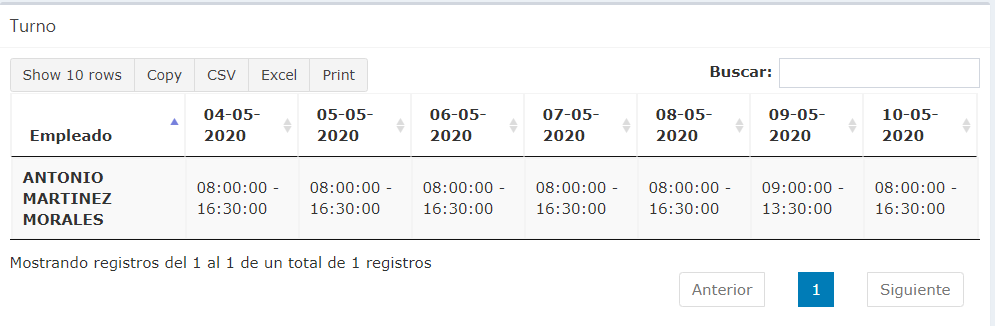 Turno
Show 10 rows Copy CSV Excel Print Buscar:
Empleado 04-05-2020 05-05-2020 06-05-2020 07-05-2020 08-05-2020 09-05-2020 10-05-2020
ANTONIO MARTINEZ MORALES 08:00:00 - 16:30:00 08:00:00 - 16:30:00 08:00:00 - 16:30:00 08:00:00 - 16:30:00 08:00:00 - 16:30:00 09:00:00 - 13:30:00 08:00:00 - 16:30:00
Mostrando registros del 1 al 1 de un total de 1 registros
Anterior 1 Siguiente